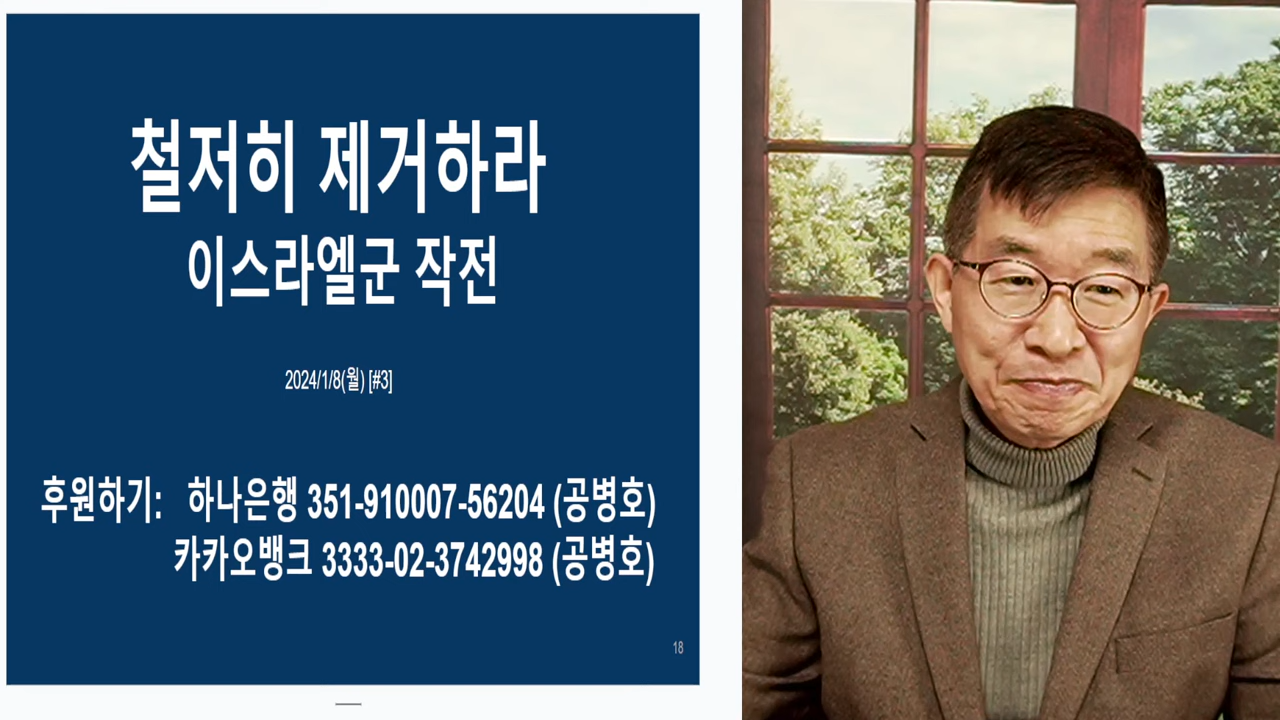 철저히 제거하라
이스라엘군 작전
2024/1/8(월) [#3]
후원하기: 하나은행 351-910007-56204 (공병호)
카카오뱅크 3333-02-3742998 (공병호)
18